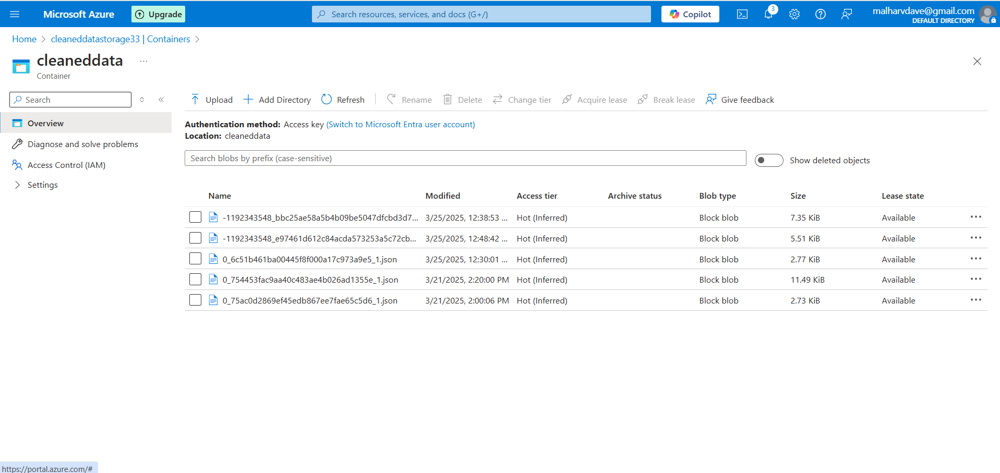 Microsoft Azure
Upgrade
Search resources, services, and docs (G+/)
Copilot
3
malharvdave@gmail.com
DEFAULT DIRECTORY
Home > cleaneddatastorage33 | Containers >
cleaneddata
...
Container
Search
Overview
Diagnose and solve problems
Access Control (IAM)
Settings
Upload Add Directory Refresh Rename Delete Change tier Acquire lease Break lease Give feedback
Authentication method: Access key (Switch to Microsoft Entra user account)
Location: cleaneddata
Search blobs by prefix (case-sensitive)
Show deleted objects
Name Modified Access tier Archive status Blob type Size Lease state
-1192343548_bbc25ae58a5b4b09be5047dfcbd3d7... 3/25/2025, 12:38:53 ... Hot (Inferred) Block blob 7.35 KiB Available ...
-1192343548_e97461d612c84acda573253a5c72cb... 3/25/2025, 12:48:42 ... Hot (Inferred) Block blob 5.51 KiB Available ...
0_6c51b461ba00445f8f000a17c973a9e5_1.json 3/25/2025, 12:30:01 ... Hot (Inferred) Block blob 2.77 KiB Available ...
0_754453fac9aa40c483ae4b026ad1355e_1.json 3/21/2025, 2:20:00 PM Hot (Inferred) Block blob 11.49 KiB Available ...
0_75ac0d2869ef45edb867ee7fae65c5d6_1.json 3/21/2025, 2:00:06 PM Hot (Inferred) Block blob 2.73 KiB Available ...
https://portal.azure.com/#